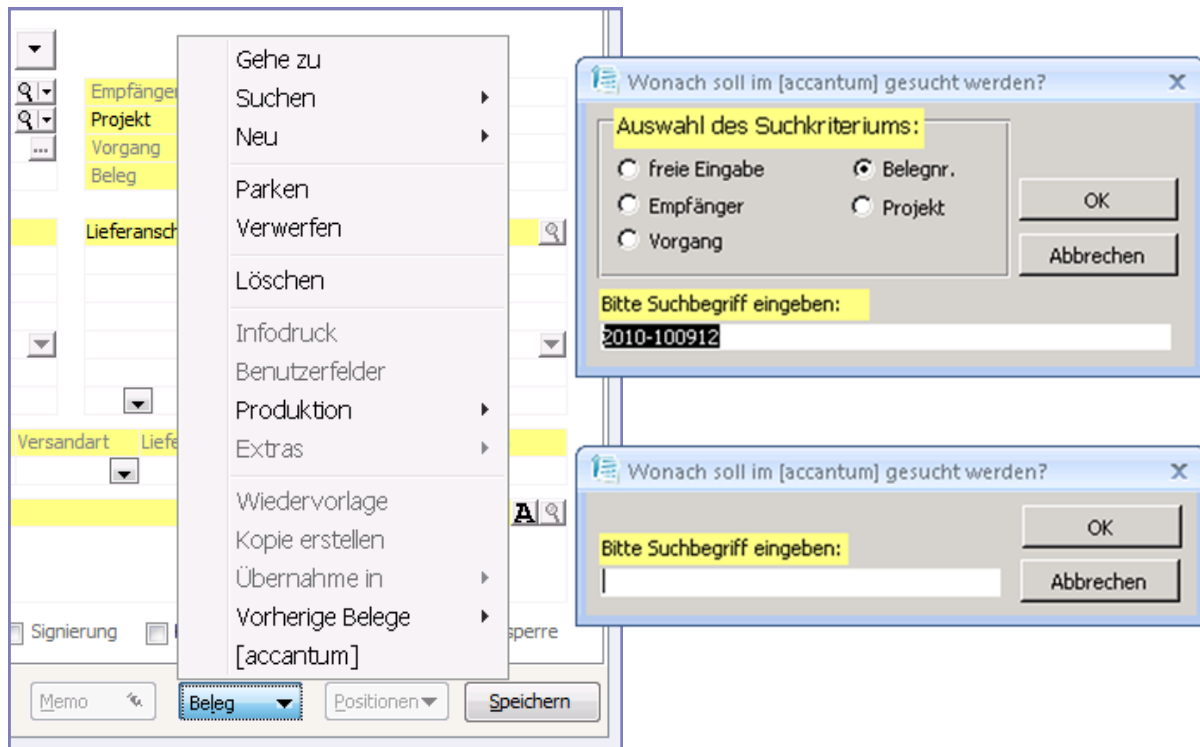 Empfänger
Projekt
Vorgang
Beleg
Lieferansch
Versandart Liefe
Signierung
sperre
Memo
Beleg
Positionen
Speichern
Gehe zu
Suchen
Neu
Parken
Verwerfen
Löschen
Infodruck
Benutzerfelder
Produktion
Extras
Wiedervorlage
Kopie erstellen
Übernahme in
Vorherige Belege
[accantum]
A
Wonach soll im [accantum] gesucht werden?
Auswahl des Suchkriteriums:
freie Eingabe
Belegnr.
Empfänger
Projekt
Vorgang
OK
Abbrechen
Bitte Suchbegriff eingeben:
2010-100912
Wonach soll im [accantum] gesucht werden?
Bitte Suchbegriff eingeben:
OK
Abbrechen